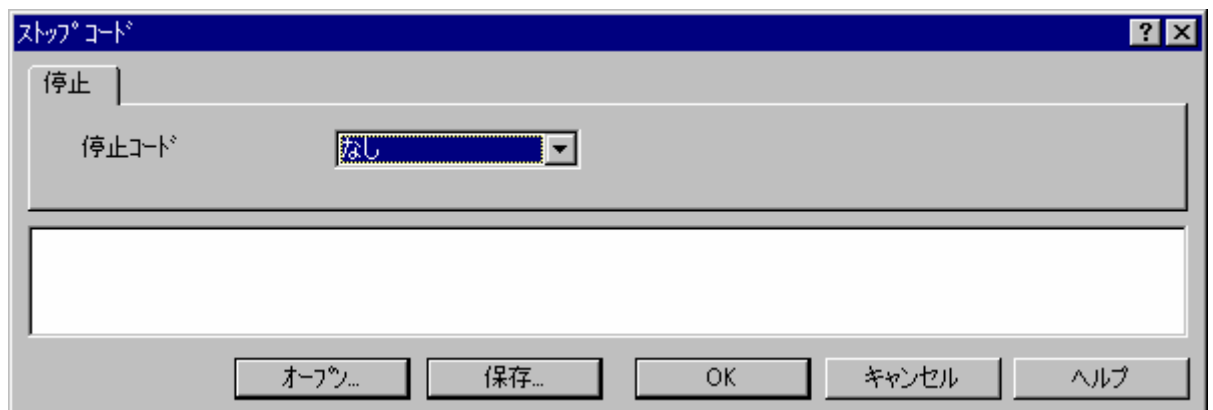 ｽﾄｯﾌﾟ ｺｰﾄﾞ
停止
停止ｺｰﾄﾞ
なし
ｵｰﾌﾟﾝ...
保存...
OK
キャンセル
ヘルプ